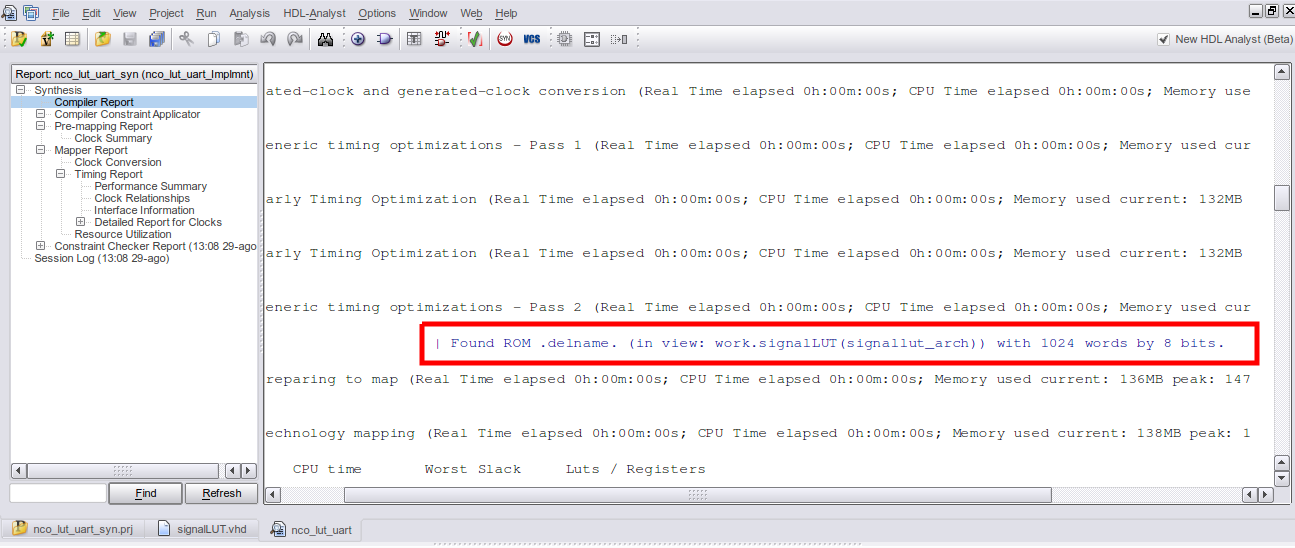 File Edit View Project Run Analysis HDL-Analyst Options Window Web Help
SYN VCS New HDL Analyst (Beta)
Report: nco_lut_uart_syn (nco_lut_uart_Implmnt)
Synthesis
Compiler Report
Compiler Constraint Applicator
Pre-mapping Report
Clock Summary
Mapper Report
Clock Conversion
Timing Report
Performance Summary
Clock Relationships
Interface Information
Detailed Report for Clocks
Resource Utilization
Constraint Checker Report (13:08 29-ago
Session Log (13:08 29-ago)
Find Refresh
ated-clock and generated-clock conversion (Real Time elapsed 0h:00m:00s; CPU Time elapsed 0h:00m:00s; Memory use
eneric timing optimizations - Pass 1 (Real Time elapsed 0h:00m:00s; CPU Time elapsed 0h:00m:00s; Memory used cur
arly Timing Optimization (Real Time elapsed 0h:00m:00s; CPU Time elapsed 0h:00m:00s; Memory used current: 132MB
arly Timing Optimization (Real Time elapsed 0h:00m:00s; CPU Time elapsed 0h:00m:00s; Memory used current: 132MB
eneric timing optimizations - Pass 2 (Real Time elapsed 0h:00m:00s; CPU Time elapsed 0h:00m:00s; Memory used cur
| Found ROM .delname. (in view: work.signalLUT(signallut_arch)) with 1024 words by 8 bits.
reparing to map (Real Time elapsed 0h:00m:00s; CPU Time elapsed 0h:00m:00s; Memory used current: 136MB peak: 147
echnology mapping (Real Time elapsed 0h:00m:00s; CPU Time elapsed 0h:00m:00s; Memory used current: 138MB peak: 1
CPU time Worst Slack Luts / Registers
nco_lut_uart_syn.prj signalLUT.vhd nco_lut_uart